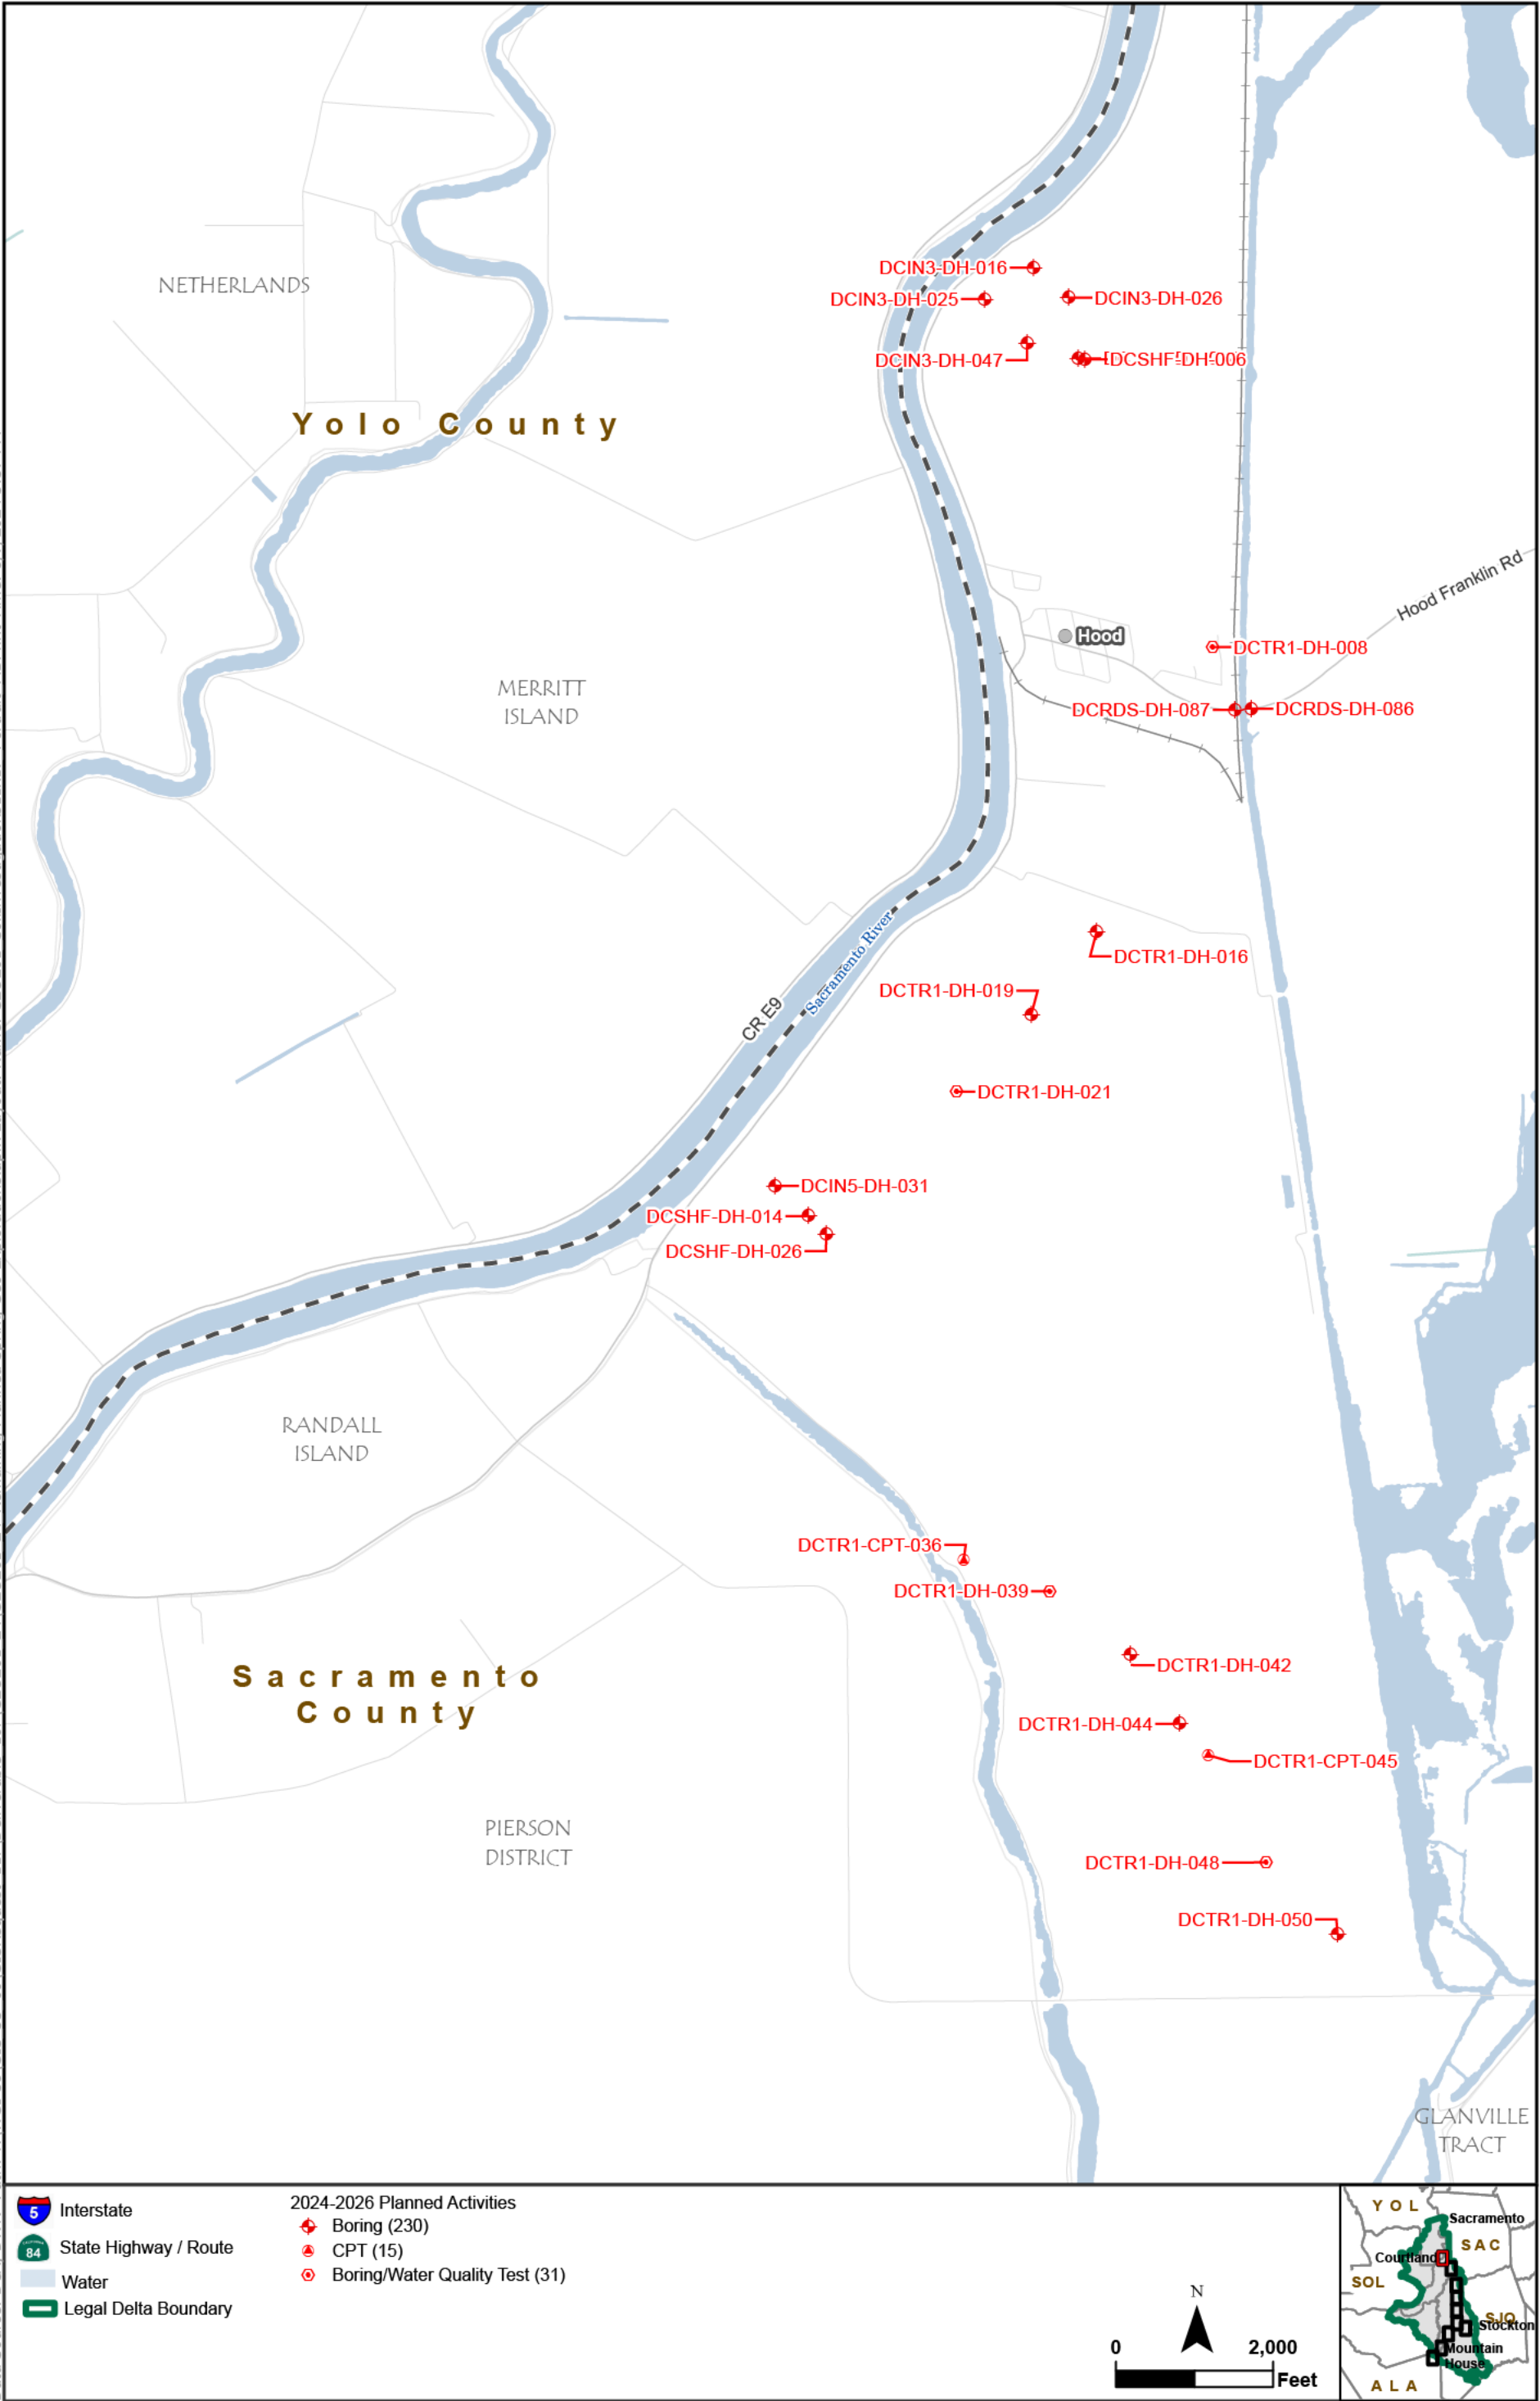 NETHERLANDS
DCIN3-DH-016
DCIN3-DH-025
DCIN3-DH-026
DCIN3-DH-047
DCSHF-DH-006
Yolo County
Hood Franklin Rd
Hood
DCTR1-DH-008
MERRITT
ISLAND
DCRDS-DH-087
DCRDS-DH-086
DCTR1-DH-016
DCTR1-DH-019
CR E9
Sacramento River
DCTR1-DH-021
DCIN5-DH-031
DCSHF-DH-014
DCSHF-DH-026
RANDALL
ISLAND
DCTR1-CPT-036
DCTR1-DH-039
Sacramento
County
DCTR1-DH-042
DCTR1-DH-044
DCTR1-CPT-045
PIERSON
DISTRICT
DCTR1-DH-048
DCTR1-DH-050
GLANVILLE
TRACT
5 Interstate
84 State Highway / Route
Water
Legal Delta Boundary
2024-2026 Planned Activities
Boring (230)
CPT (15)
Boring/Water Quality Test (31)
N
0 2,000
Feet
YOL
Sacramento
SAC
Courtland
SOL
SJQ
Stockton
Mountain
House
ALA